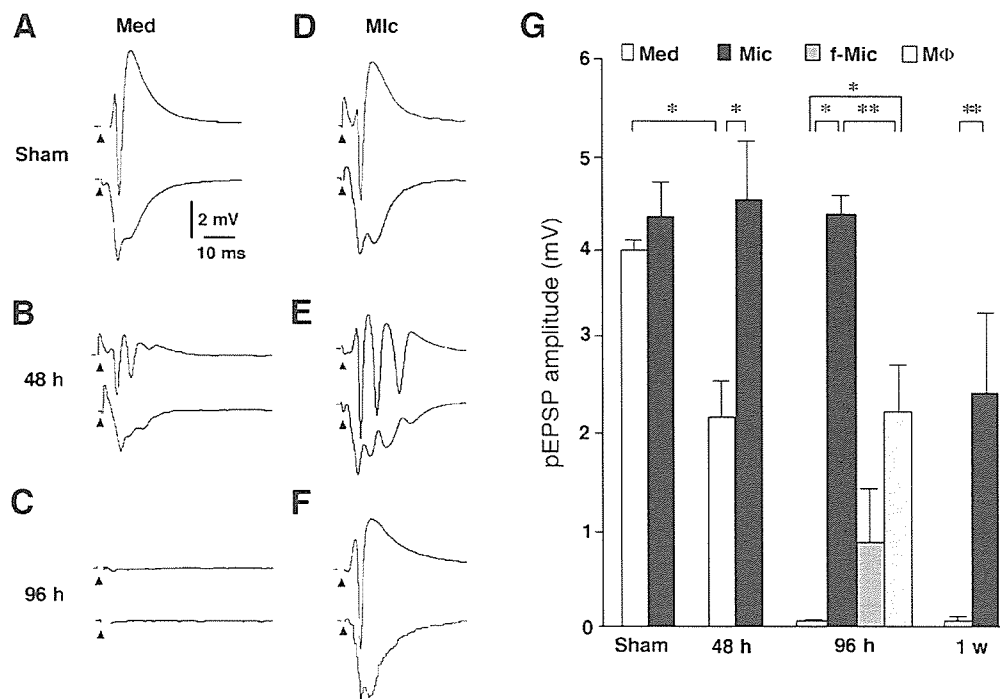 A
Med
D
Mic
G
Sham
2 mV
10 ms
B
E
48 h
C
F
96 h
Med
Mic
f-Mic
MΦ
pEPSP amplitude (mV)
6
5
4
3
2
1
0
*
*
*
*
**
**
Sham
48 h
96 h
1 w